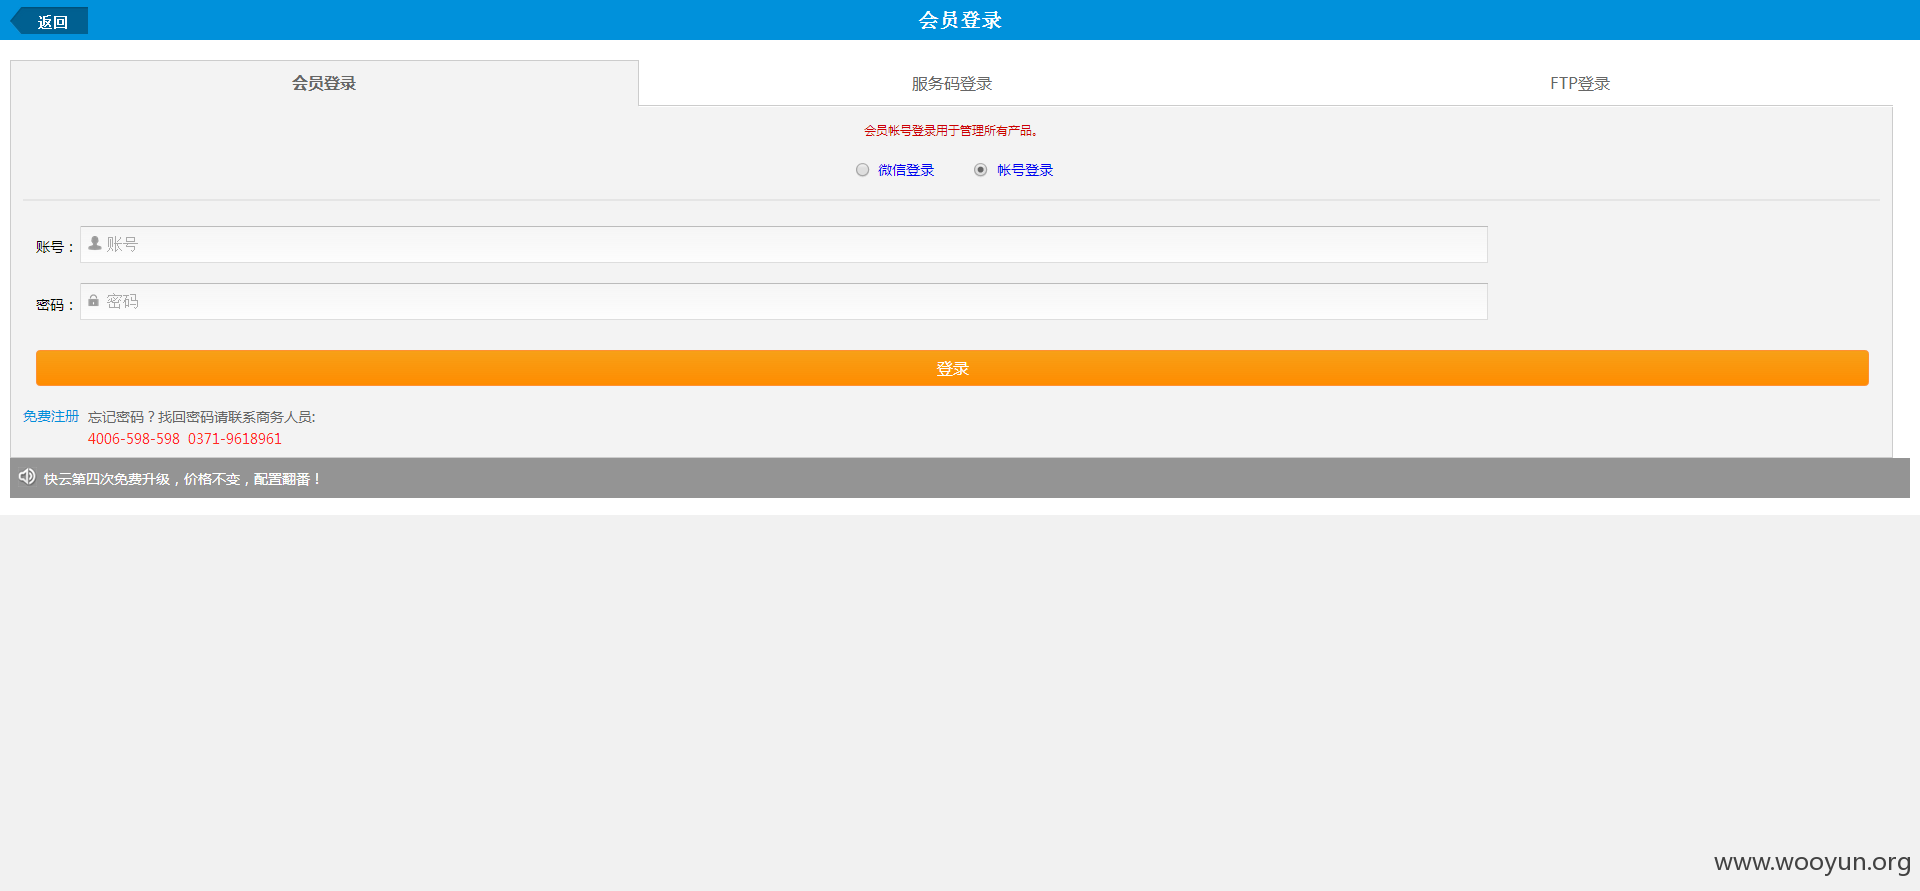 返回
会员登录
会员登录
服务码登录
FTP登录
会员帐号登录用于管理所有产品。
微信登录
帐号登录
账号：
账号
密码：
密码
登录
免费注册 忘记密码？找回密码请联系商务人员:
4006-598-598 0371-9618961
快云第四次免费升级，价格不变，配置翻番！
www.wooyun.org